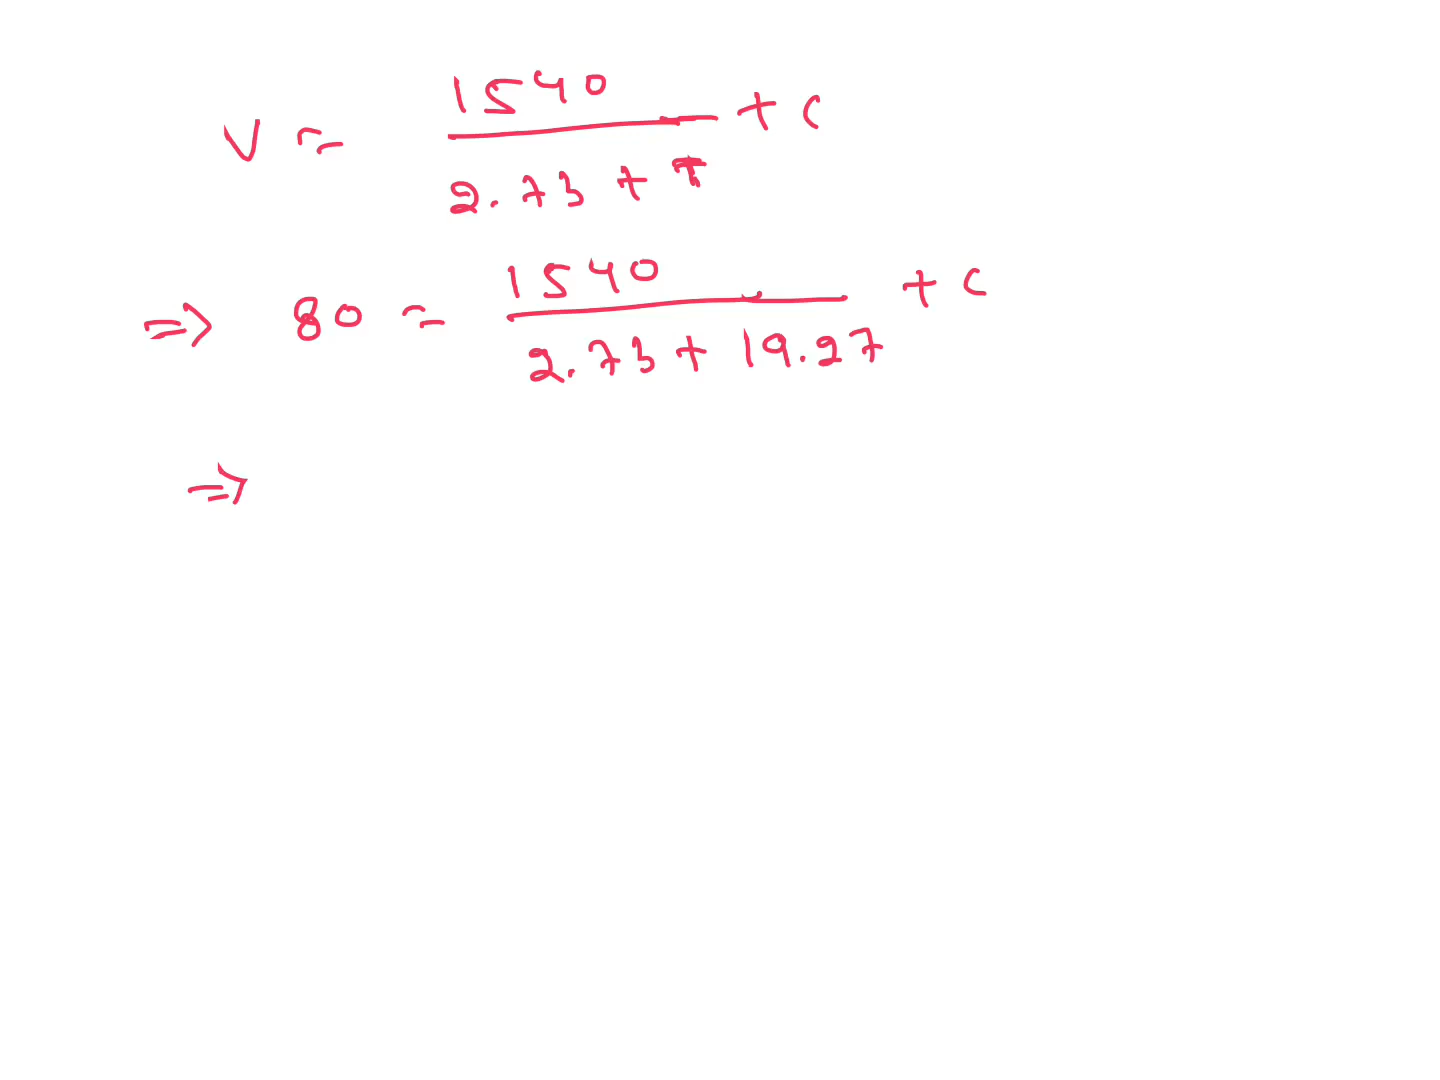 V = 1540 / 2.73 + T + C
⇒ 80 = 1540 / 2.73 + 19.27 + C
⇒